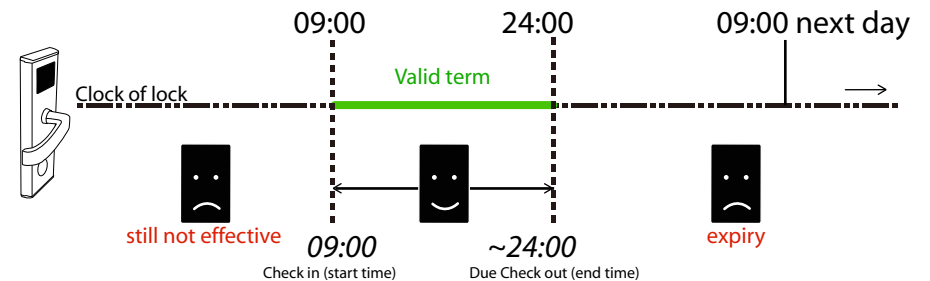 09:00 24:00 09:00 next day
Valid term
Clock of lock
still not effective expiry
09:00 ~24:00
Check in (start time) Due Check out (end time)